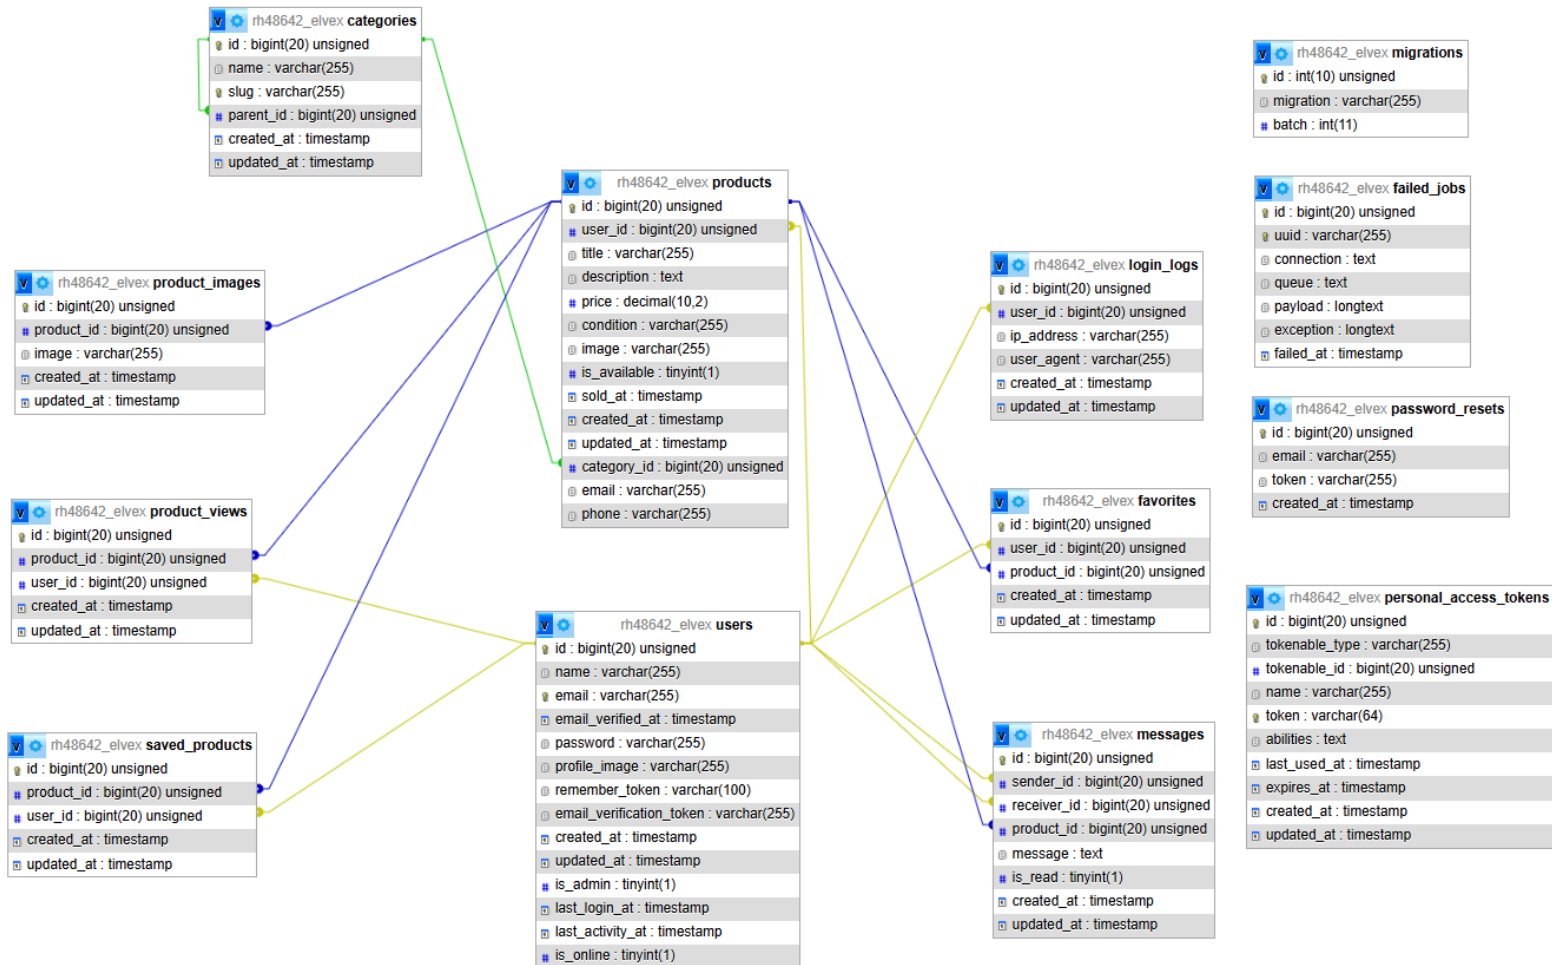 rh48642_elvex categories
id : bigint(20) unsigned
name : varchar(255)
slug : varchar(255)
parent_id : bigint(20) unsigned
created_at : timestamp
updated_at : timestamp
rh48642_elvex product_images
id : bigint(20) unsigned
product_id : bigint(20) unsigned
image : varchar(255)
created_at : timestamp
updated_at : timestamp
rh48642_elvex product_views
id : bigint(20) unsigned
product_id : bigint(20) unsigned
user_id : bigint(20) unsigned
created_at : timestamp
updated_at : timestamp
rh48642_elvex saved_products
id : bigint(20) unsigned
product_id : bigint(20) unsigned
user_id : bigint(20) unsigned
created_at : timestamp
updated_at : timestamp
rh48642_elvex products
id : bigint(20) unsigned
user_id : bigint(20) unsigned
title : varchar(255)
description : text
price : decimal(10,2)
condition : varchar(255)
image : varchar(255)
is_available : tinyint(1)
sold_at : timestamp
created_at : timestamp
updated_at : timestamp
category_id : bigint(20) unsigned
email : varchar(255)
phone : varchar(255)
rh48642_elvex users
id : bigint(20) unsigned
name : varchar(255)
email : varchar(255)
email_verified_at : timestamp
password : varchar(255)
profile_image : varchar(255)
remember_token : varchar(100)
email_verification_token : varchar(255)
created_at : timestamp
updated_at : timestamp
is_admin : tinyint(1)
last_login_at : timestamp
last_activity_at : timestamp
is_online : tinyint(1)
rh48642_elvex login_logs
id : bigint(20) unsigned
user_id : bigint(20) unsigned
ip_address : varchar(255)
user_agent : varchar(255)
created_at : timestamp
updated_at : timestamp
rh48642_elvex favorites
id : bigint(20) unsigned
user_id : bigint(20) unsigned
product_id : bigint(20) unsigned
created_at : timestamp
updated_at : timestamp
rh48642_elvex messages
id : bigint(20) unsigned
sender_id : bigint(20) unsigned
receiver_id : bigint(20) unsigned
product_id : bigint(20) unsigned
message : text
is_read : tinyint(1)
created_at : timestamp
updated_at : timestamp
rh48642_elvex migrations
id : int(10) unsigned
migration : varchar(255)
batch : int(11)
rh48642_elvex failed_jobs
id : bigint(20) unsigned
uuid : varchar(255)
connection : text
queue : text
payload : longtext
exception : longtext
failed_at : timestamp
rh48642_elvex password_resets
id : bigint(20) unsigned
email : varchar(255)
token : varchar(255)
created_at : timestamp
rh48642_elvex personal_access_tokens
id : bigint(20) unsigned
tokenable_type : varchar(255)
tokenable_id : bigint(20) unsigned
name : varchar(255)
token : varchar(64)
abilities : text
last_used_at : timestamp
expires_at : timestamp
created_at : timestamp
updated_at : timestamp